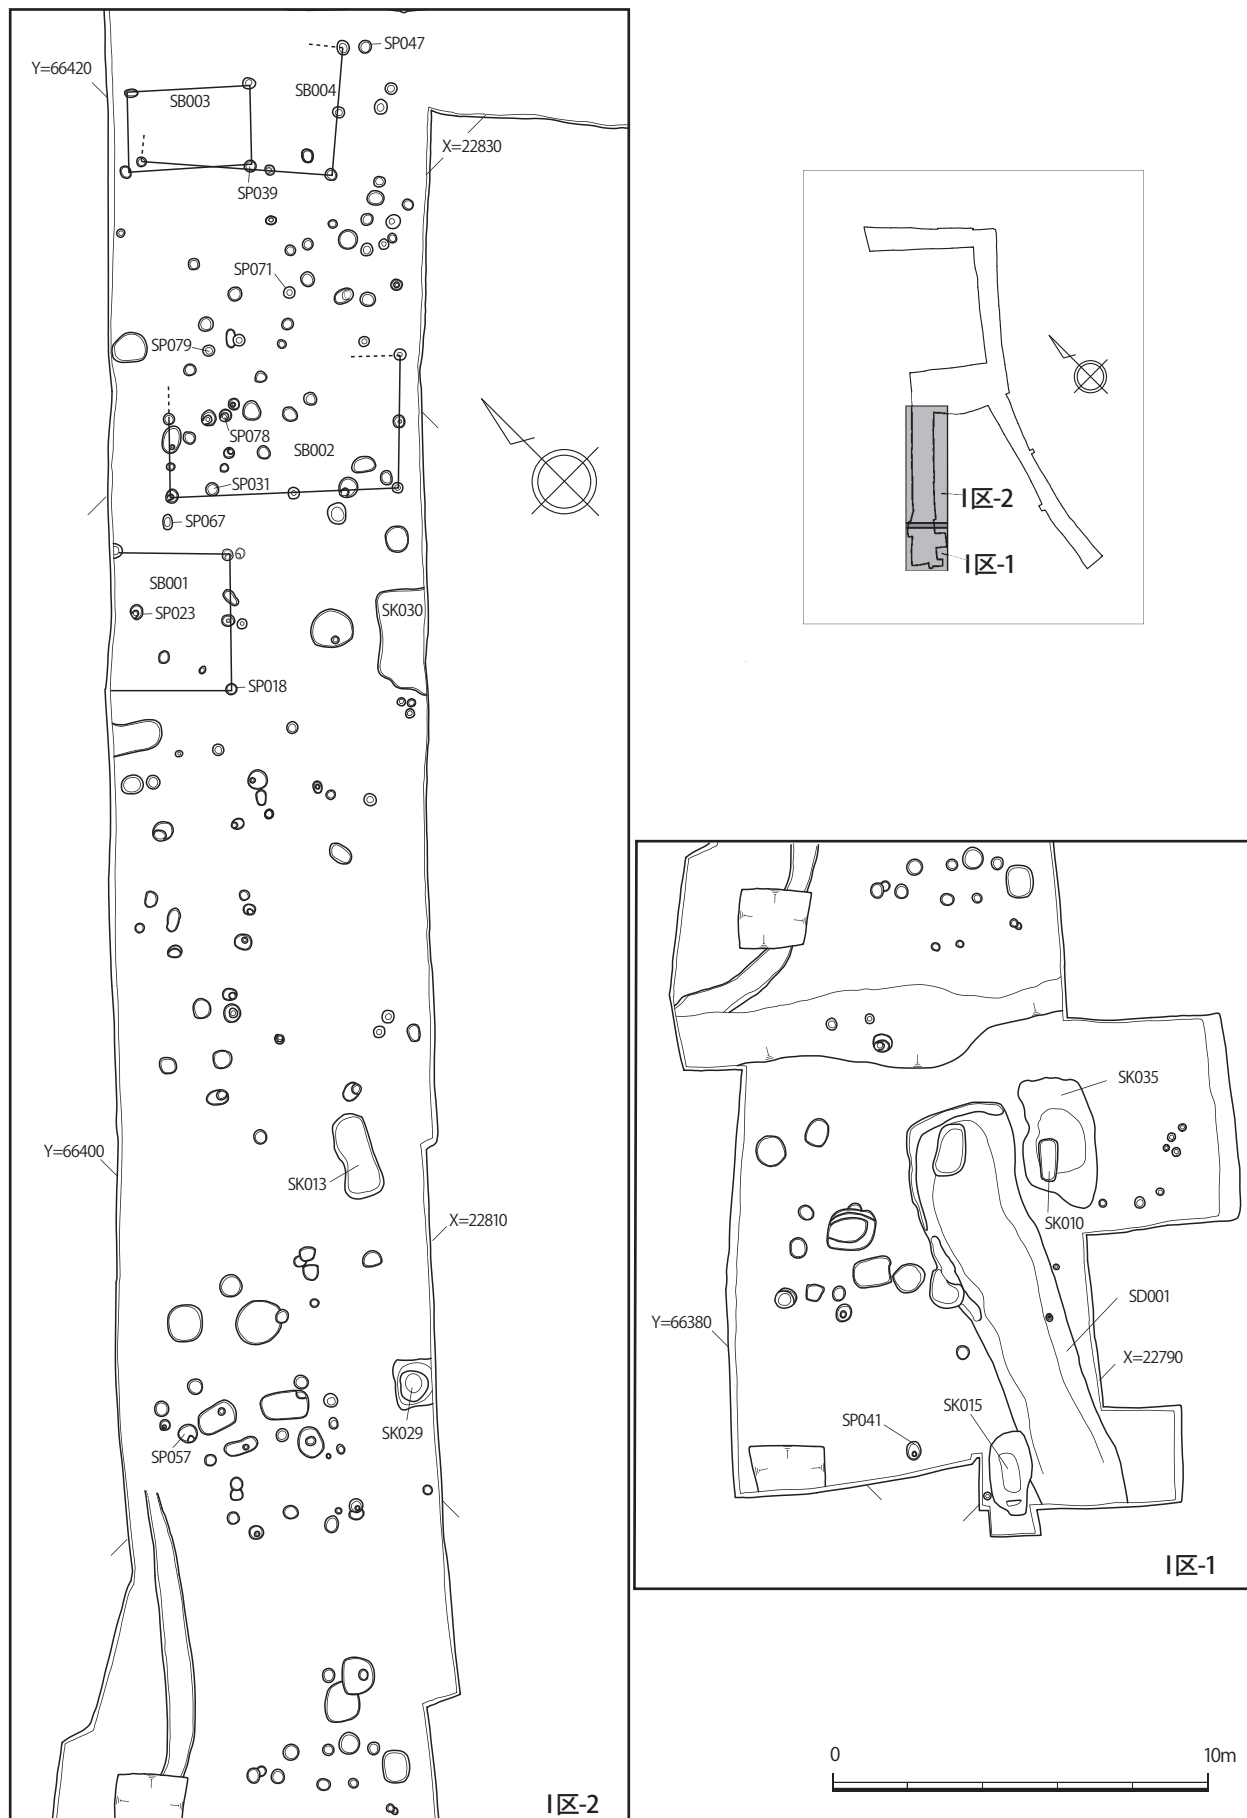 SP047
Y=66420
SB004
SB003
X=22830
SP039
SP071
SP079
SP078
SB002
SP031
SP067
SB001
SP023
SK030
SP018
Y=66400
SK013
X=22810
SK029
SP057
I区-2
I区-2
I区-1
SK035
SK010
SD001
Y=66380
X=22790
SK015
SP041
I区-1
0
10m